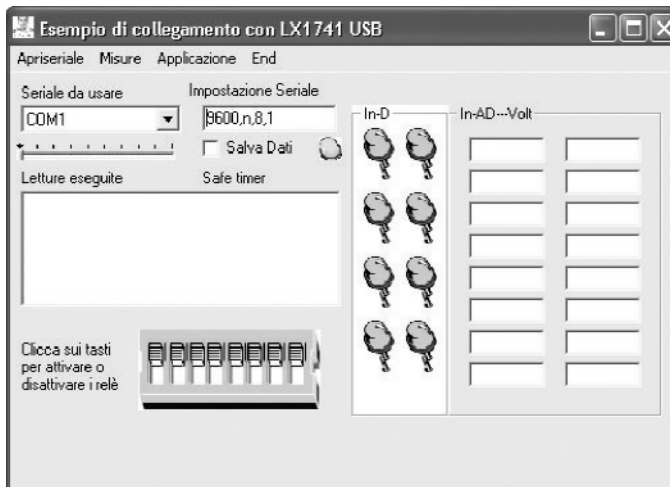 Esempio di collegamento con LX1741 USB
Apriseriale Misure Applicazione End
Seriale da usare
Impostazione Seriale
COM1
9600,n,8,1
Salva Dati
Letture eseguite
Safe timer
In-D
In-AD---Volt
Clicca sui tasti
per attivare o
disattivare i relè